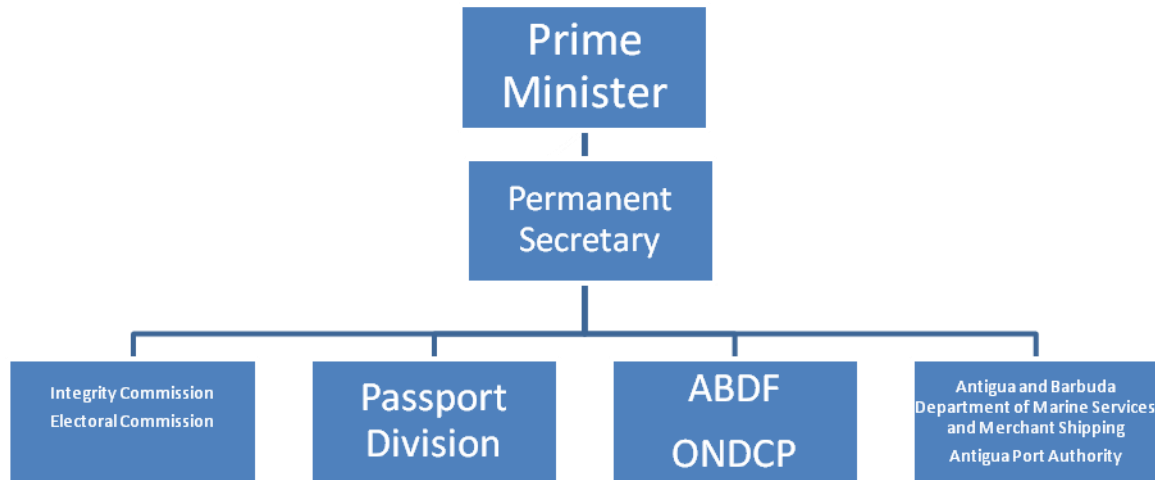 Prime
Minister
Permanent
Secretary
Integrity Commission
Electoral Commission
Passport
Division
ABDF
ONDCP
Antigua and Barbuda
Department of Marine Services
and Merchant Shipping
Antigua Port Authority